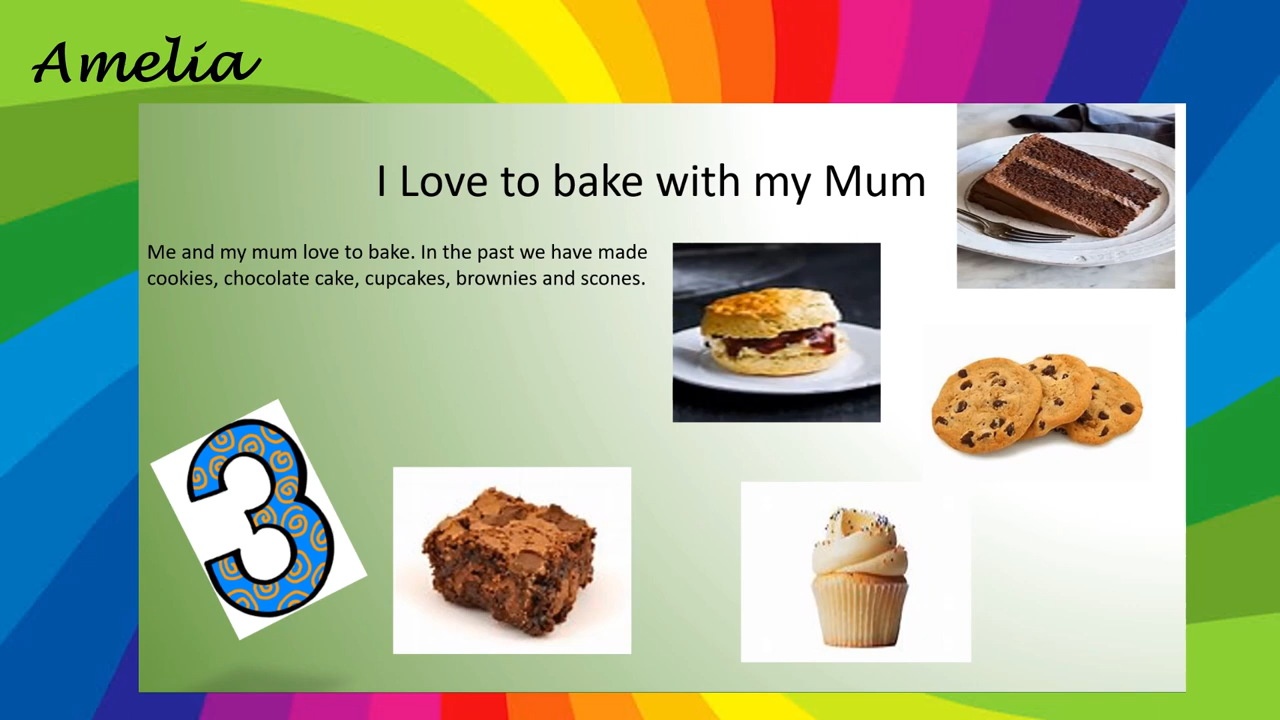 Amelia
I Love to bake with my Mum
Me and my mum love to bake. In the past we have made
cookies, chocolate cake, cupcakes, brownies and scones.
3